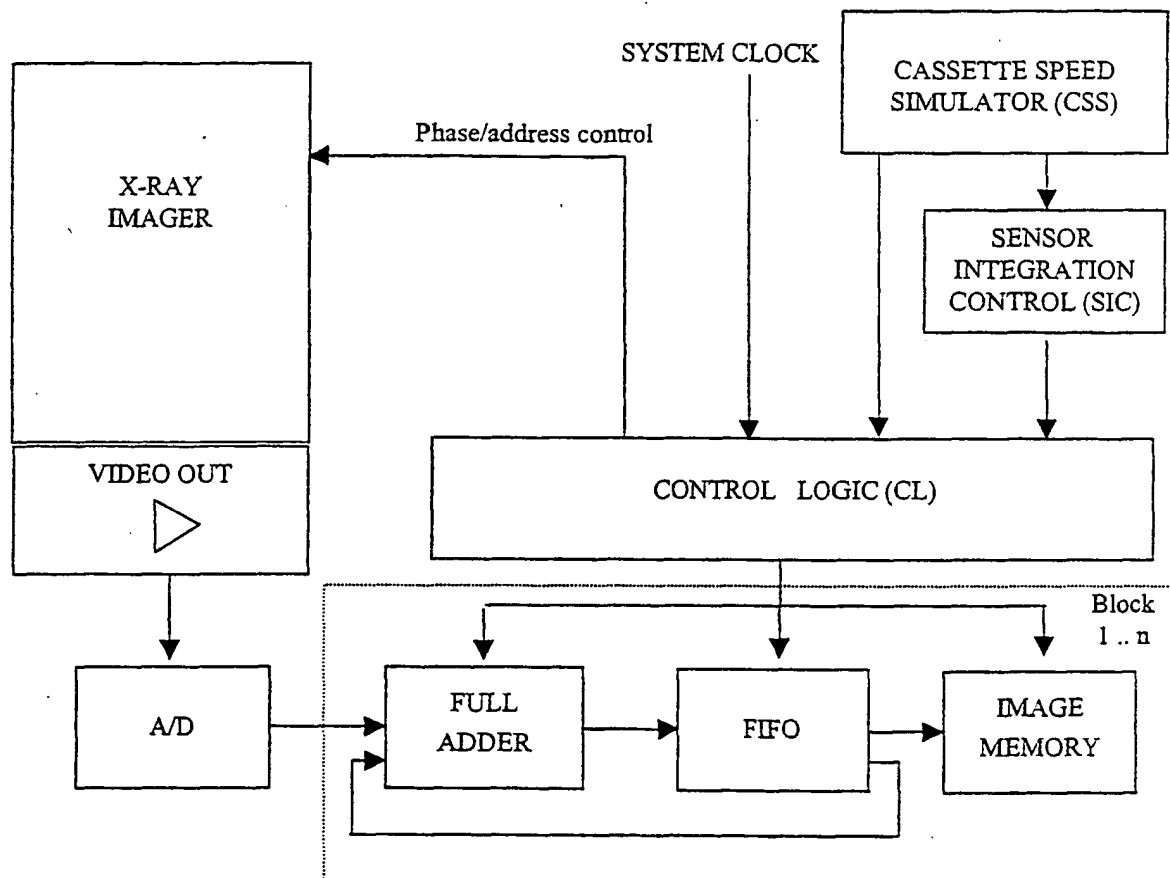 SYSTEM CLOCK
CASSETTE SPEED
SIMULATOR (CSS)
Phase/address control
X-RAY
IMAGER
SENSOR
INTEGRATION
CONTROL (SIC)
VIDEO OUT
CONTROL LOGIC (CL)
Block
1 .. n
A/D
FULL
ADDER
FIFO
IMAGE
MEMORY